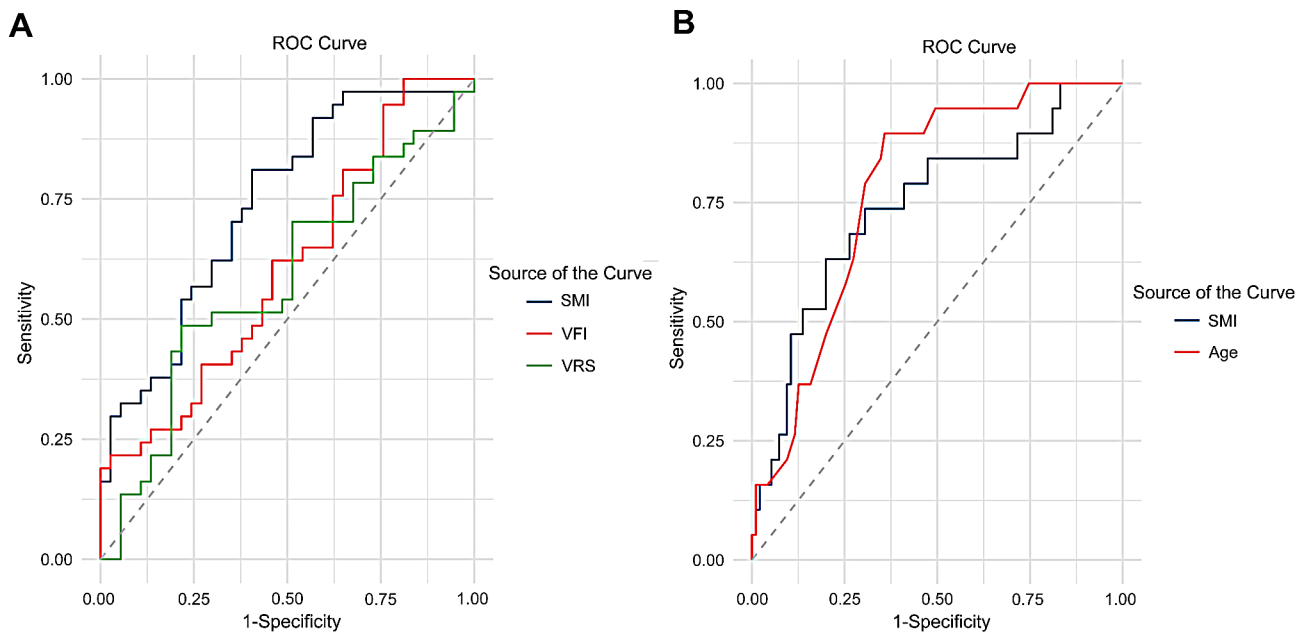 A
ROC Curve
1.00
0.75
0.50
0.25
0.00
Sensitivity
0.00 0.25 0.50 0.75 1.00
1-Specificity
Source of the Curve
SMI
VFI
VRS
B
ROC Curve
1.00
0.75
0.50
0.25
0.00
Sensitivity
0.00 0.25 0.50 0.75 1.00
1-Specificity
Source of the Curve
SMI
Age